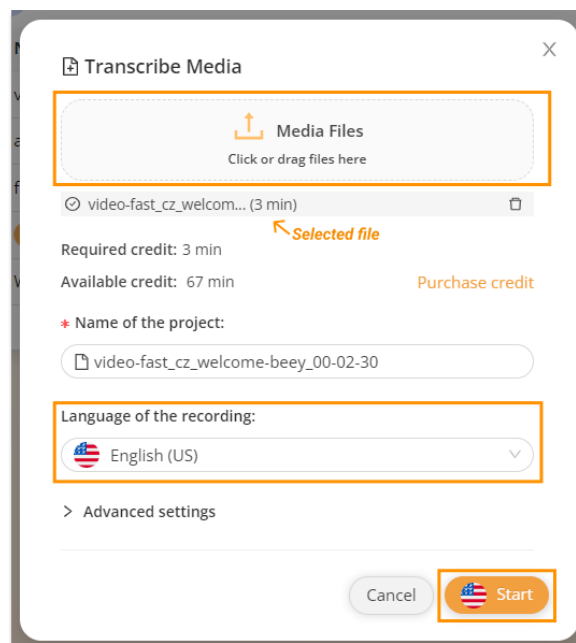 Transcribe Media
Media Files
Click or drag files here
video-fast_cz_welcom... (3 min)
Selected file
Required credit: 3 min
Available credit: 67 min
Purchase credit
* Name of the project:
video-fast_cz_welcome-beey_00-02-30
Language of the recording:
English (US)
> Advanced settings
Cancel
Start